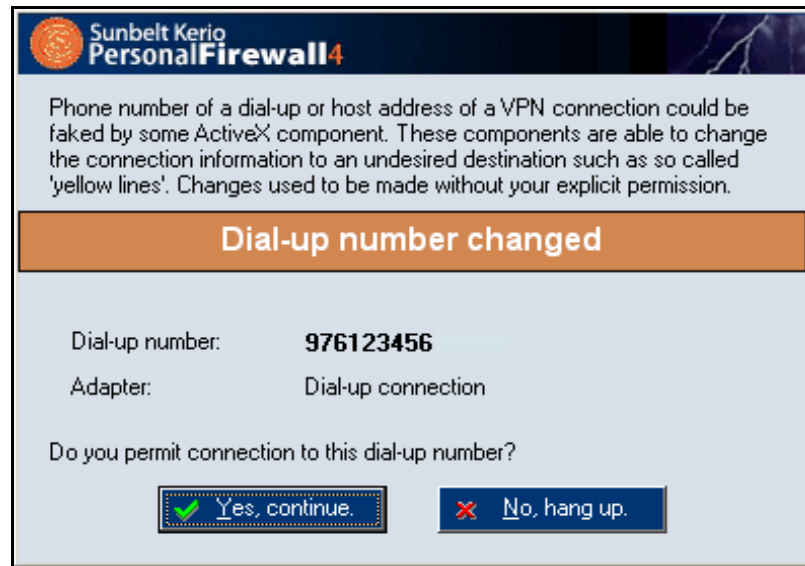 Sunbelt Kerio
PersonalFirewall4
Phone number of a dial-up or host address of a VPN connection could be
faked by some ActiveX component. These components are able to change
the connection information to an undesired destination such as so called
'yellow lines'. Changes used to be made without your explicit permission.
Dial-up number changed
Dial-up number: 976123456
Adapter: Dial-up connection
Do you permit connection to this dial-up number?
Yes, continue. No, hang up.